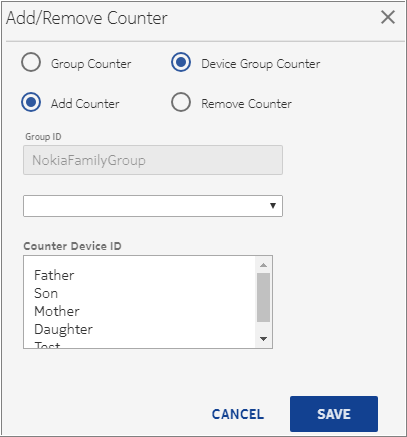 Add/Remove Counter
Group Counter Device Group Counter
Add Counter Remove Counter
Group ID
NokiaFamilyGroup
Counter Device ID
Father
Son
Mother
Daughter
Test
CANCEL SAVE